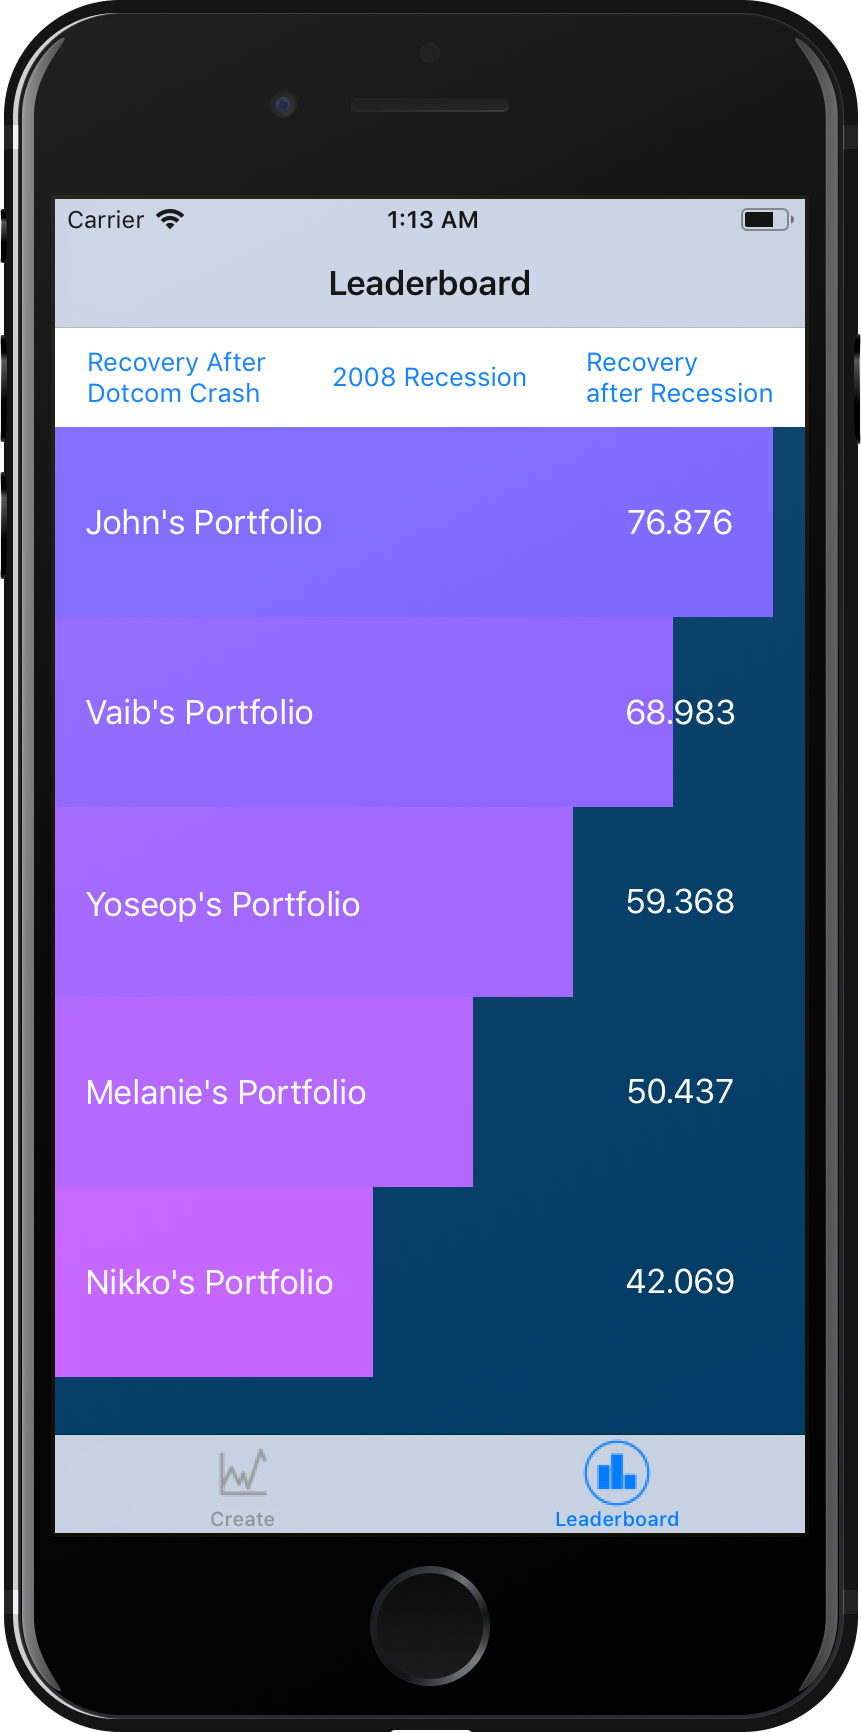 Carrier 1:13 AM
Leaderboard
Recovery After
Dotcom Crash
2008 Recession
Recovery
after Recession
John's Portfolio 76.876
Vaib's Portfolio 68.983
Yoseop's Portfolio 59.368
Melanie's Portfolio 50.437
Nikko's Portfolio 42.069
Create Leaderboard